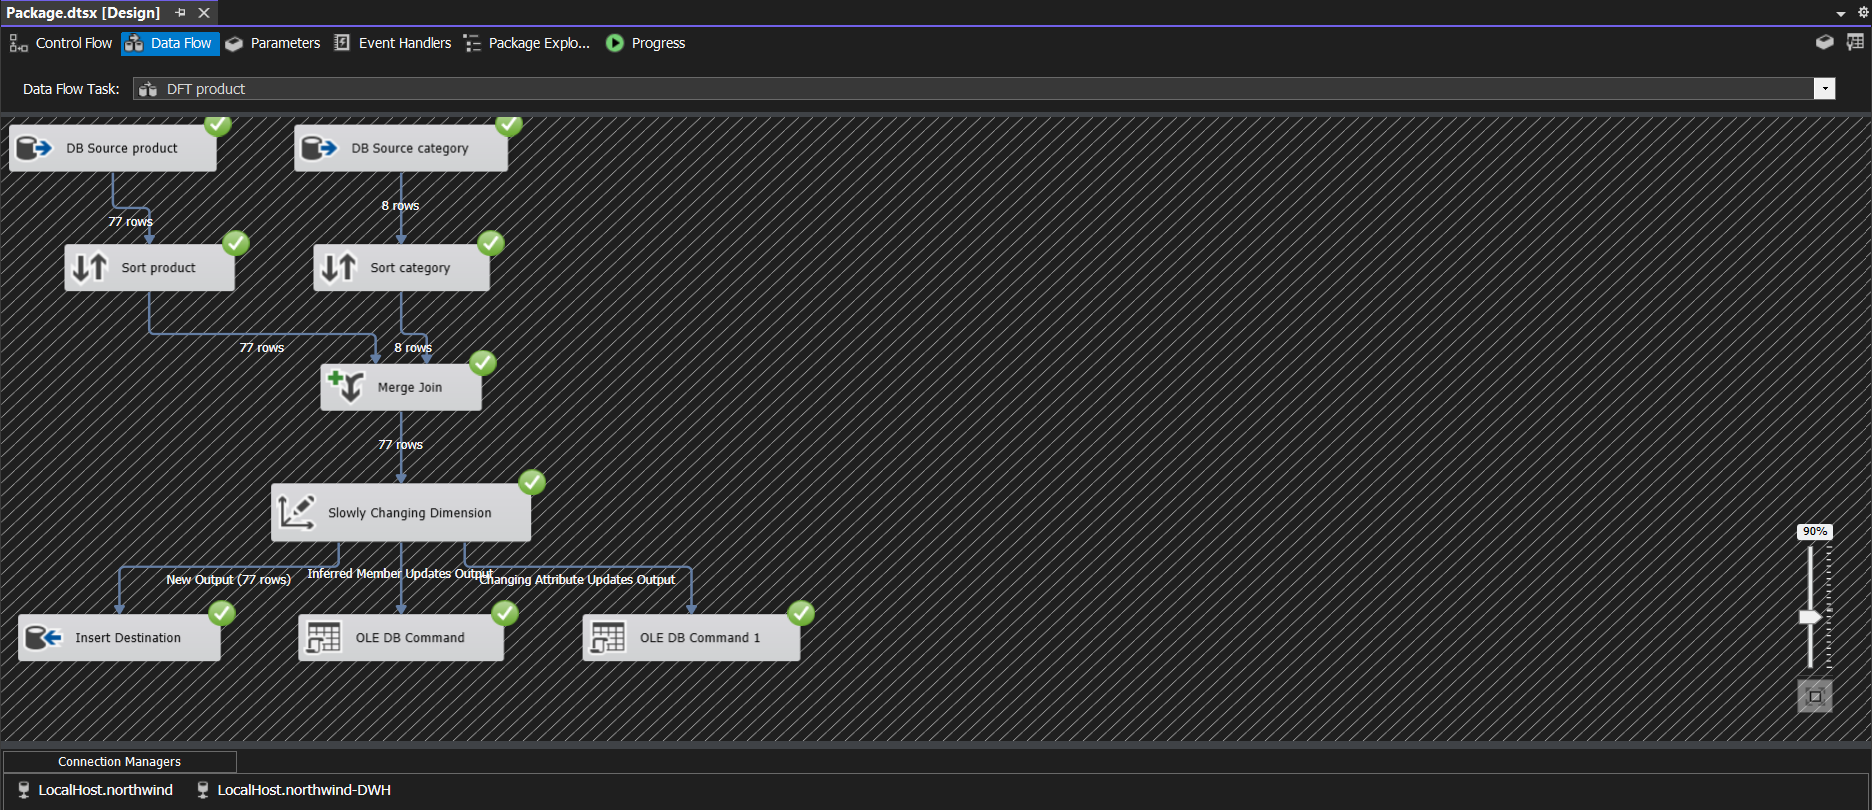 Package.dtsx [Design]
Control Flow
Data Flow
Parameters
Event Handlers
Package Explo...
Progress
Data Flow Task:
DFT product
DB Source product
DB Source category
77 rows
8 rows
Sort product
Sort category
77 rows
8 rows
Merge Join
77 rows
Slowly Changing Dimension
New Output (77 rows)
Inferred Member Updates Output
Changing Attribute Updates Output
Insert Destination
OLE DB Command
OLE DB Command 1
90%
Connection Managers
LocalHost.northwind
LocalHost.northwind-DWH